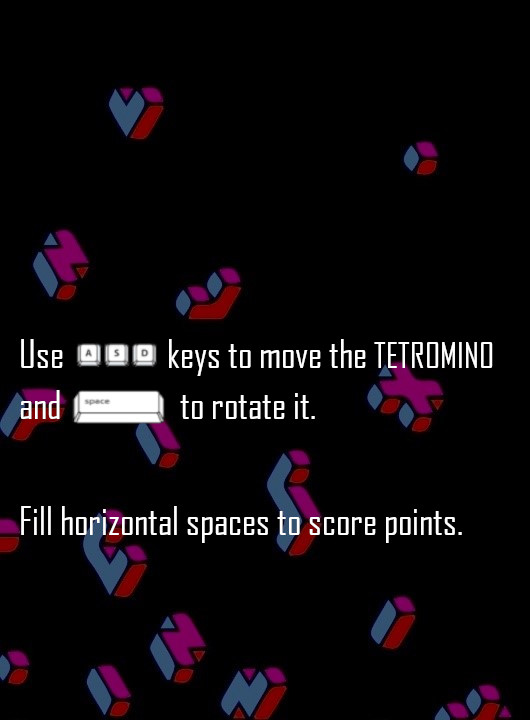 Use A S D keys to move the TETROMINO
and space to rotate it.
Fill horizontal spaces to score points.